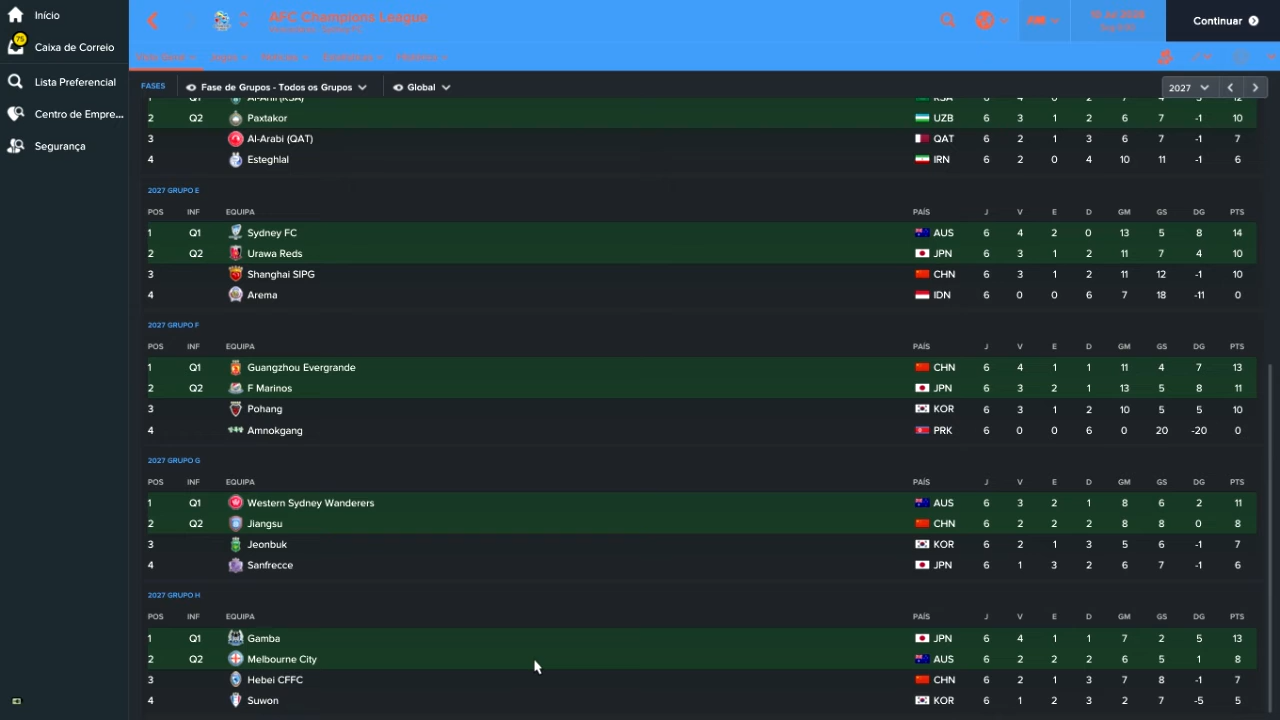 Início
AFC Champions League
Continuar
75
Caixa de Correio
Lista Preferencial
FASES Fase de Grupos - Todos os Grupos Global 2027
Centro de Empre...
2 Q2 Paxtakor UZB 6 3 1 2 6 7 -1 10
3 Al-Arabi (QAT) QAT 6 2 1 3 6 7 -1 7
Segurança
4 Esteghlal IRN 6 2 0 4 10 11 -1 6
2027 GRUPO E
POS INF EQUIPA PAÍS J V E D GM GS DG PTS
1 Q1 Sydney FC AUS 6 4 2 0 13 5 8 14
2 Q2 Urawa Reds JPN 6 3 1 2 11 7 4 10
3 Shanghai SIPG CHN 6 3 1 2 11 12 -1 10
4 Arema IDN 6 0 0 6 7 18 -11 0
2027 GRUPO F
POS INF EQUIPA PAÍS J V E D GM GS DG PTS
1 Q1 Guangzhou Evergrande CHN 6 4 1 1 11 4 7 13
2 Q2 F Marinos JPN 6 3 2 1 13 5 8 11
3 Pohang KOR 6 3 1 2 10 5 5 10
4 Amnokgang PRK 6 0 0 6 0 20 -20 0
2027 GRUPO G
POS INF EQUIPA PAÍS J V E D GM GS DG PTS
1 Q1 Western Sydney Wanderers AUS 6 3 2 1 8 6 2 11
2 Q2 Jiangsu CHN 6 2 2 2 8 8 0 8
3 Jeonbuk KOR 6 2 1 3 5 6 -1 7
4 Sanfrecce JPN 6 1 3 2 6 7 -1 6
2027 GRUPO H
POS INF EQUIPA PAÍS J V E D GM GS DG PTS
1 Q1 Gamba JPN 6 4 1 1 7 2 5 13
2 Q2 Melbourne City AUS 6 2 2 2 6 5 1 8
3 Hebei CFFC CHN 6 2 1 3 7 8 -1 7
4 Suwon KOR 6 1 2 3 2 7 -5 5